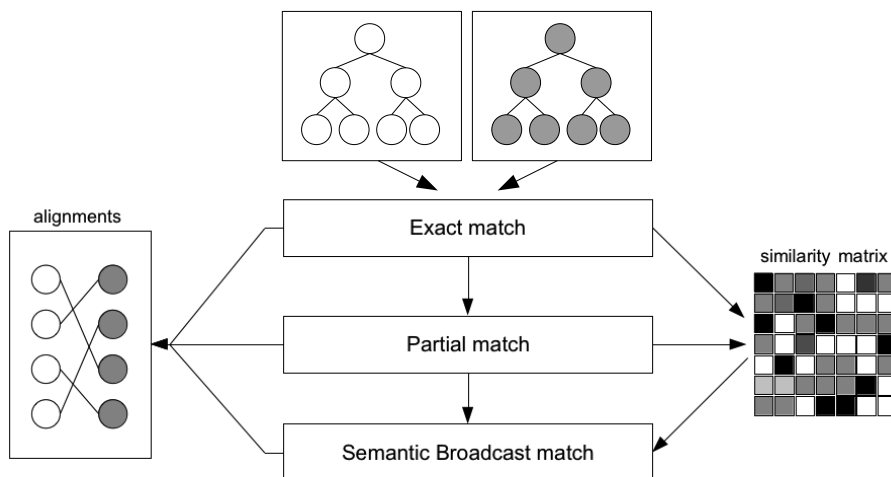 Exact match
alignments
similarity matrix
Partial match
Semantic Broadcast match